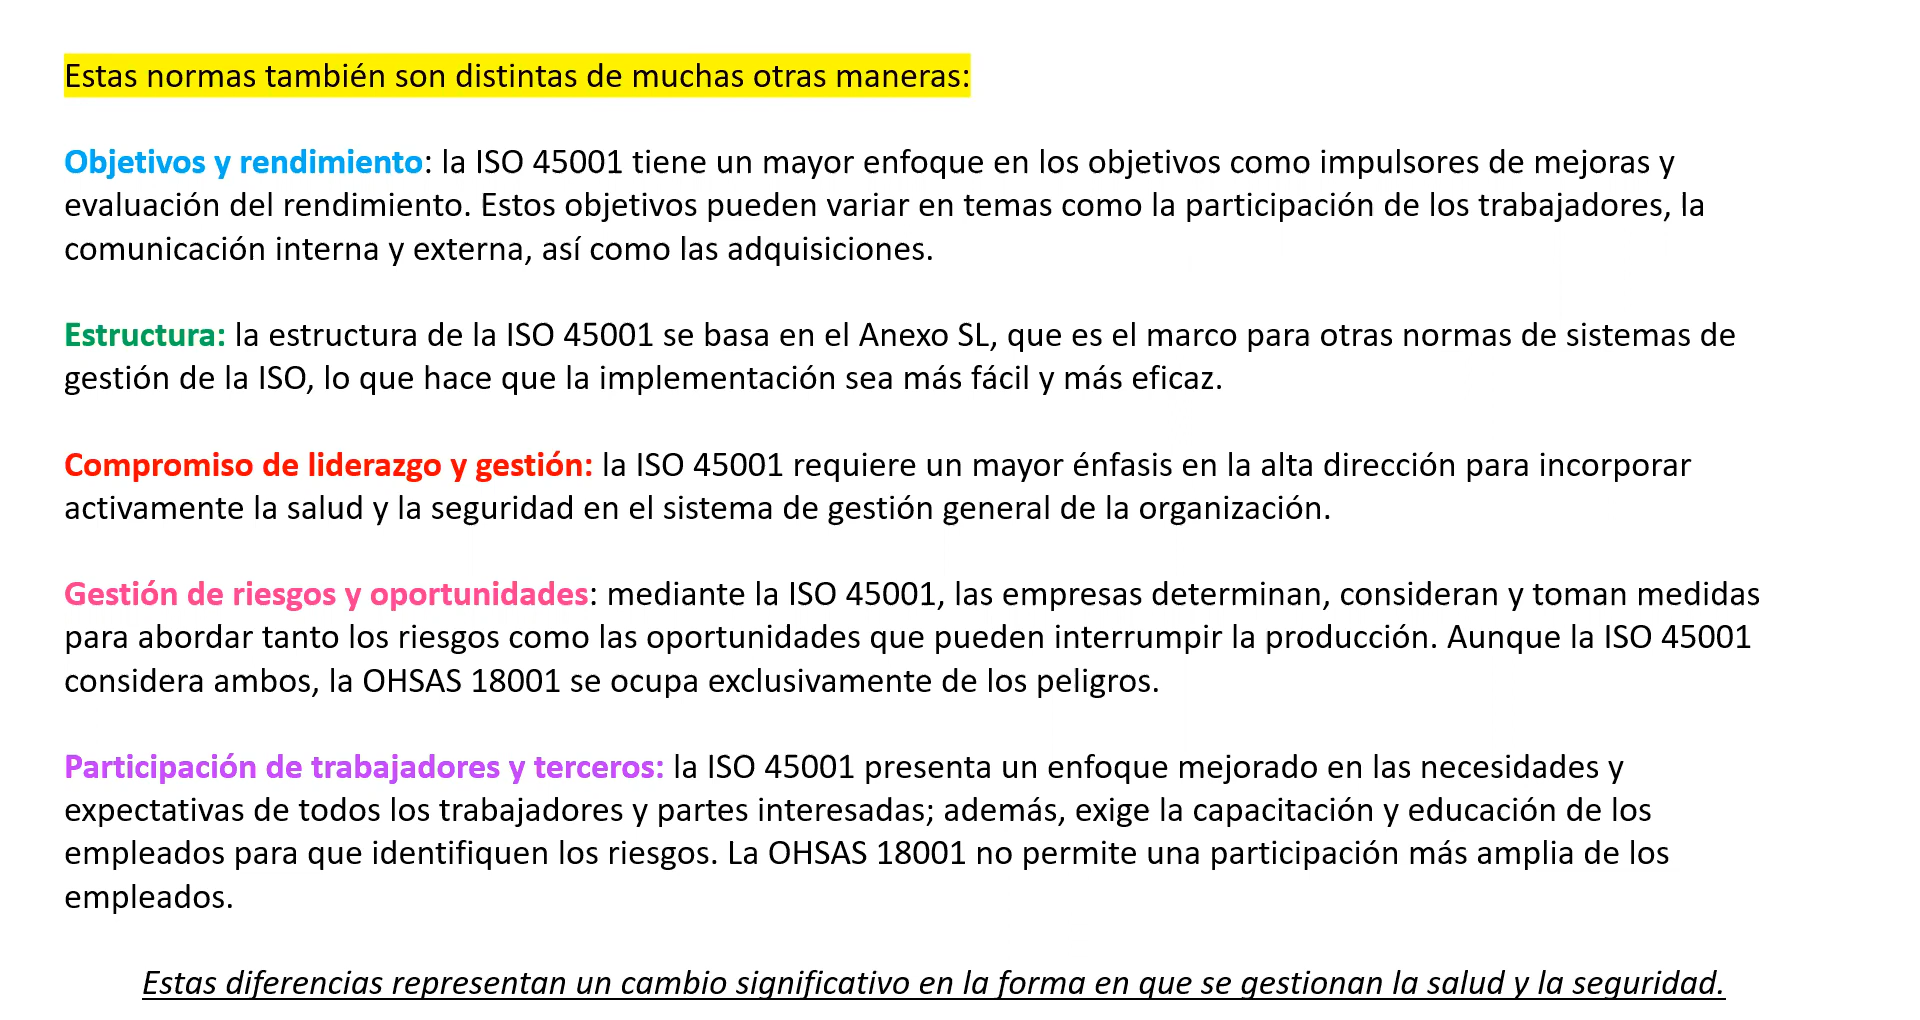 Estas normas también son distintas de muchas otras maneras:
Objetivos y rendimiento: la ISO 45001 tiene un mayor enfoque en los objetivos como impulsores de mejoras y
evaluación del rendimiento. Estos objetivos pueden variar en temas como la participación de los trabajadores, la
comunicación interna y externa, así como las adquisiciones.
Estructura: la estructura de la ISO 45001 se basa en el Anexo SL, que es el marco para otras normas de sistemas de
gestión de la ISO, lo que hace que la implementación sea más fácil y más eficaz.
Compromiso de liderazgo y gestión: la ISO 45001 requiere un mayor énfasis en la alta dirección para incorporar
activamente la salud y la seguridad en el sistema de gestión general de la organización.
Gestión de riesgos y oportunidades: mediante la ISO 45001, las empresas determinan, consideran y toman medidas
para abordar tanto los riesgos como las oportunidades que pueden interrumpir la producción. Aunque la ISO 45001
considera ambos, la OHSAS 18001 se ocupa exclusivamente de los peligros.
Participación de trabajadores y terceros: la ISO 45001 presenta un enfoque mejorado en las necesidades y
expectativas de todos los trabajadores y partes interesadas; además, exige la capacitación y educación de los
empleados para que identifiquen los riesgos. La OHSAS 18001 no permite una participación más amplia de los
empleados.
Estas diferencias representan un cambio significativo en la forma en que se gestionan la salud y la seguridad.